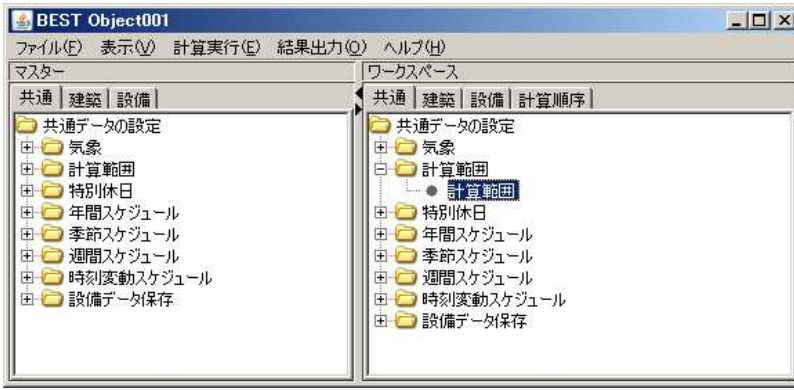 BEST Object001
ファイル(F) 表示(V) 計算実行(E) 結果出力(O) ヘルプ(H)
マスター
共通 建築 設備
共通データの設定
気象
計算範囲
特別休日
年間スケジュール
季節スケジュール
週間スケジュール
時刻変動スケジュール
設備データ保存
ワークスペース
共通 建築 設備 計算順序
共通データの設定
気象
計算範囲
計算範囲
特別休日
年間スケジュール
季節スケジュール
週間スケジュール
時刻変動スケジュール
設備データ保存